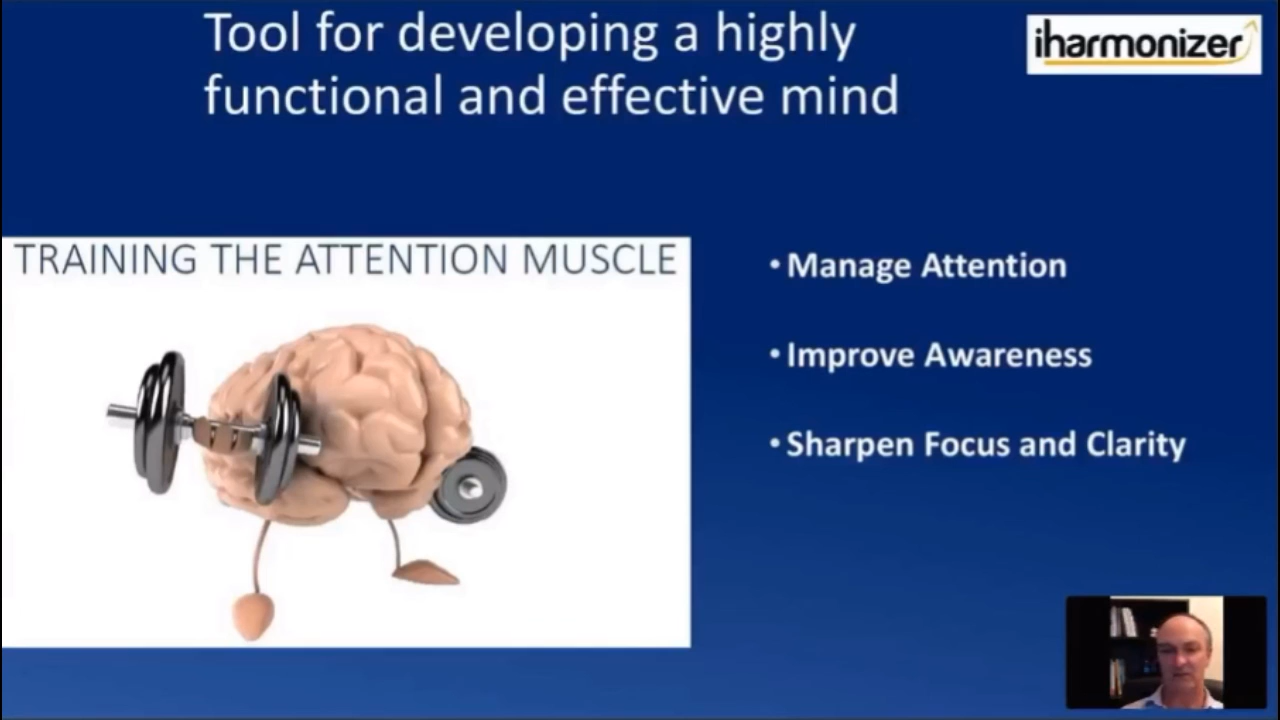 Tool for developing a highly
functional and effective mind
iharmonizer
TRAINING THE ATTENTION MUSCLE
• Manage Attention
• Improve Awareness
• Sharpen Focus and Clarity